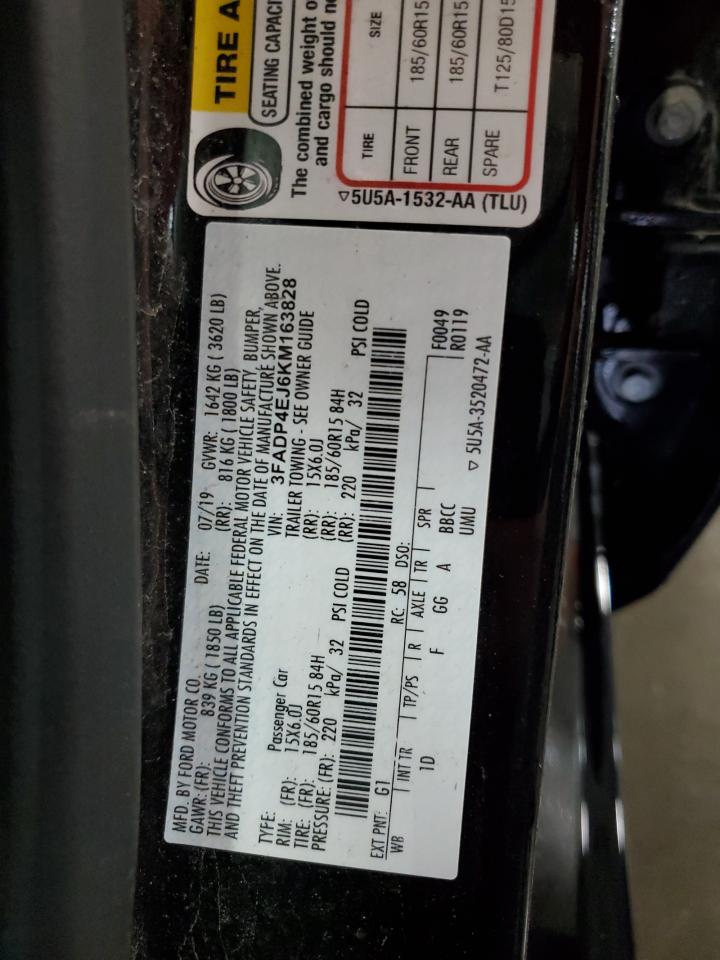 TIRE A
SEATING CAPACI
The combined weight o
and cargo should n
TIRE SIZE
FRONT 185/60R15
REAR 185/60R15
SPARE T125/80D15
▽5U5A-1532-AA (TLU)
MFD. BY FORD MOTOR CO.
DATE: 07/19 GVWR: 1642 KG ( 3620 LB)
GAWR: (FR): 839 KG ( 1850 LB) (RR): 816 KG ( 1800 LB)
THIS VEHICLE CONFORMS TO ALL APPLICABLE FEDERAL MOTOR VEHICLE SAFETY, BUMPER,
AND THEFT PREVENTION STANDARDS IN EFFECT ON THE DATE OF MANUFACTURE SHOWN ABOVE.
VIN: 3FADP4EJ6KM163828
TYPE: Passenger Car TRAILER TOWING - SEE OWNER GUIDE
RIM: (FR): 15X6.0J (RR): 15X6.0J
TIRE: (FR): 185/60R15 84H (RR): 185/60R15 84H
PRESSURE: (FR): 220 kPa/ 32 PSI COLD (RR): 220 kPa/ 32 PSI COLD
EXT PNT: G1 RC: 58 DSO: F0049
WB INT TR TP/PS R AXLE TR SPR R0119
1D F GG A BBCC
UMU
▽ 5U5A-3520472-AA